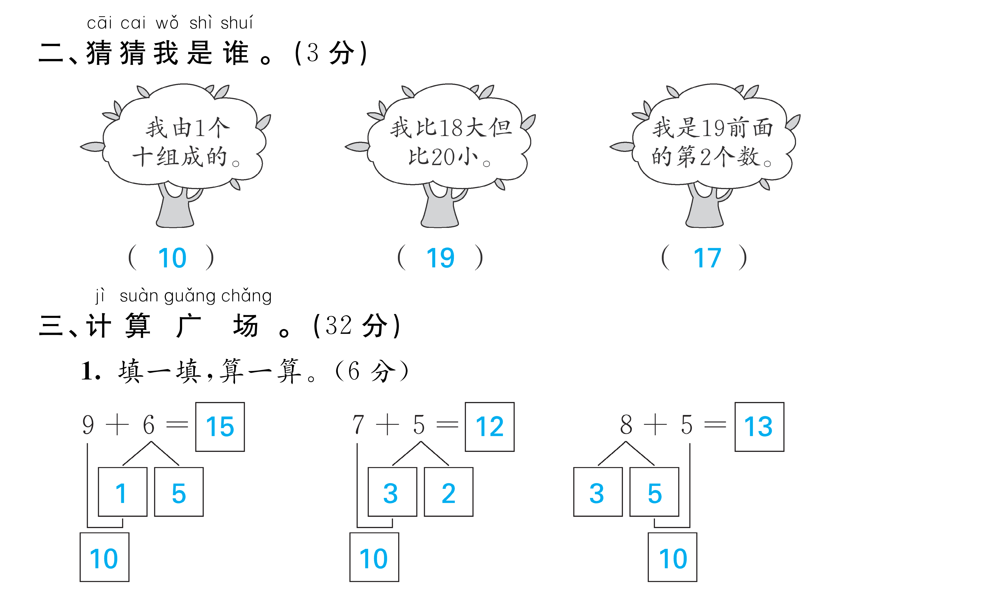 cāi cai wǒ shì shuí
二、猜猜我是谁。(3 分)
我由1个
十组成的。
我比18大但
比20小。
我是19前面
的第2个数。
( 10 ) ( 19 ) ( 17 )
jì suàn guǎng chǎng
三、计算广场。(32 分)
1. 填一填,算一算。(6 分)
9 + 6 = 15 7 + 5 = 12 8 + 5 = 13
1 5 3 2 3 5
10 10 10